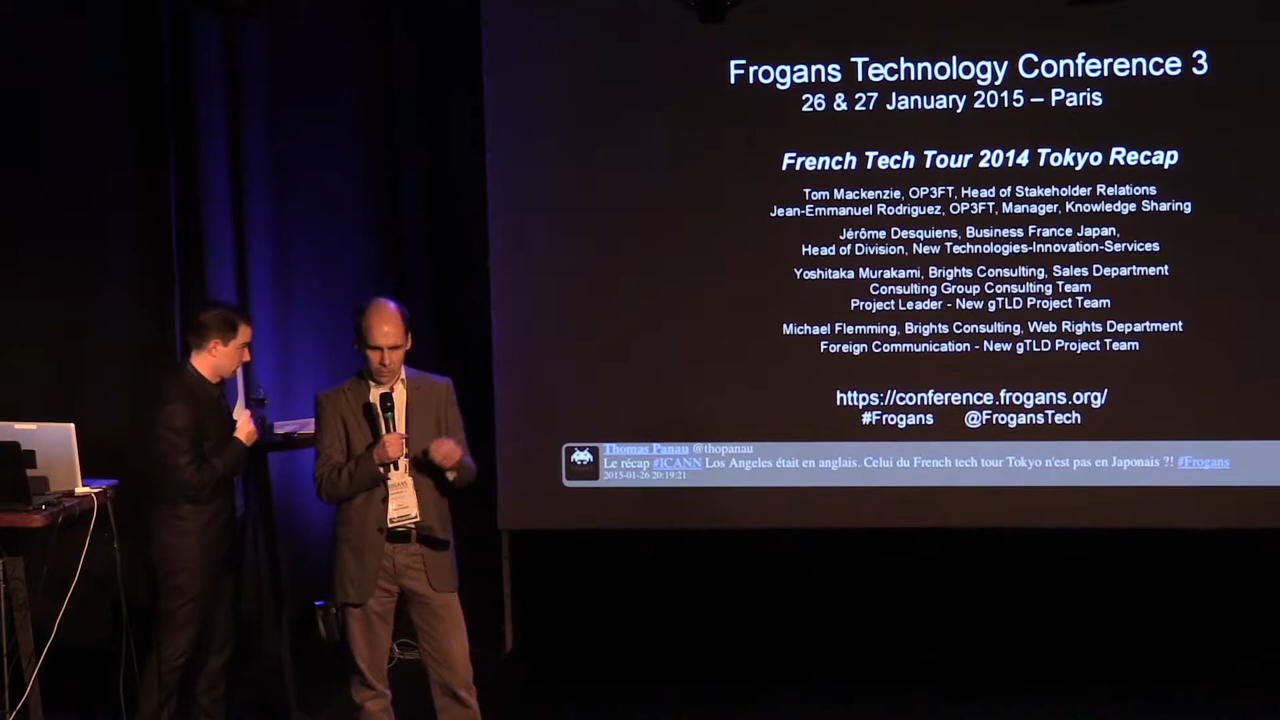 Frogans Technology Conference 3
26 & 27 January 2015 – Paris
French Tech Tour 2014 Tokyo Recap
Tom Mackenzie, OP3FT, Head of Stakeholder Relations
Jean-Emmanuel Rodriguez, OP3FT, Manager, Knowledge Sharing
Jérôme Desquiens, Business France Japan,
Head of Division, New Technologies-Innovation-Services
Yoshitaka Murakami, Brights Consulting, Sales Department
Consulting Group Consulting Team
Project Leader - New gTLD Project Team
Michael Flemming, Brights Consulting, Web Rights Department
Foreign Communication - New gTLD Project Team
https://conference.frogans.org/
#Frogans @FrogansTech
Thomas Panau @thopanau
Le récap #ICANN Los Angeles était en anglais. Celui du French tech tour Tokyo n'est pas en Japonais ?! #Frogans
2015-01-26 20:19:21